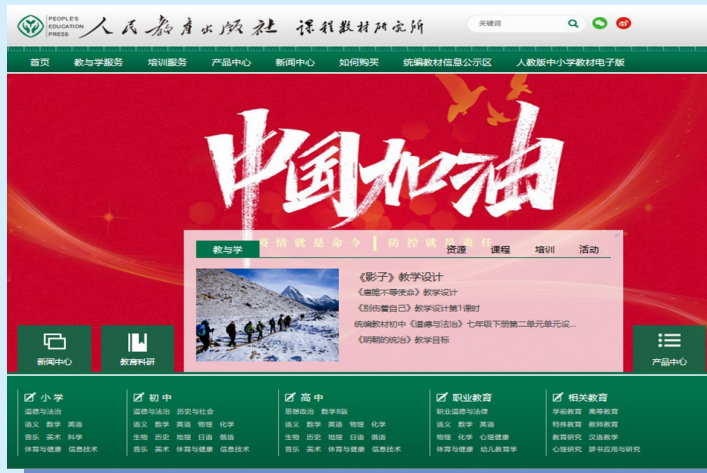 PEOPLE'S
EDUCATION
PRESS
人民教育出版社 课程教材研究所
关键词
首页 教与学服务 培训服务 产品中心 新闻中心 如何购买 统编教材信息公示区 人教版中小学教材电子版
中国加油
疫情就是命令 防控就是责任
教与学 资源 课程 培训 活动
《影子》教学设计
《唐雎不辱使命》教学设计
《别伤着自己》教学设计第1课时
统编教材初中《道德与法治》七年级下册第二单元单元设...
《明朝的统治》教学目标
新闻中心 教育科研 产品中心
小学
道德与法治
语文 数学 英语
音乐 美术 科学
体育与健康 信息技术
初中
道德与法治 历史与社会
语文 数学 英语 物理 化学
生物 历史 地理 日语 俄语
音乐 美术 体育与健康 信息技术
高中
思想政治 数学B版
语文 数学 英语 物理 化学
生物 历史 地理 日语 俄语
音乐 美术 体育与健康 信息技术
职业教育
职业道德与法律
语文 数学 英语
物理 化学 心理健康
体育与健康 幼儿教育学
相关教育
学前教育 高等教育
特殊教育 教师教育
教育研究 汉语教学
心理研究 辞书应用与研究